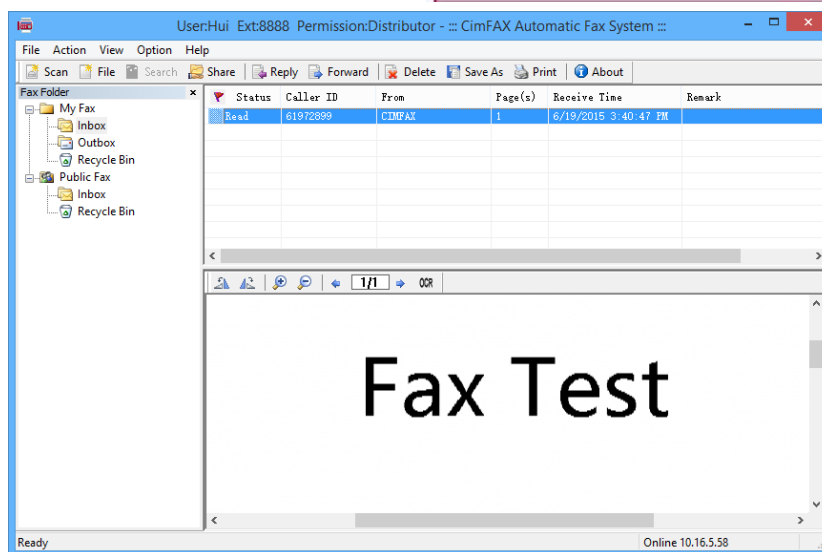 User:Hui Ext:8888 Permission:Distributor - ::: CimFAX Automatic Fax System :::
File Action View Option Help
Scan File Search Share Reply Forward Delete Save As Print About
Fax Folder
My Fax
Inbox
Outbox
Recycle Bin
Public Fax
Inbox
Recycle Bin
Status Caller ID From Page(s) Receive Time Remark
Read 61972899 CIMFAX 1 6/19/2015 3:40:47 PM
1/1 OCR
Fax Test
Ready Online 10.16.5.58